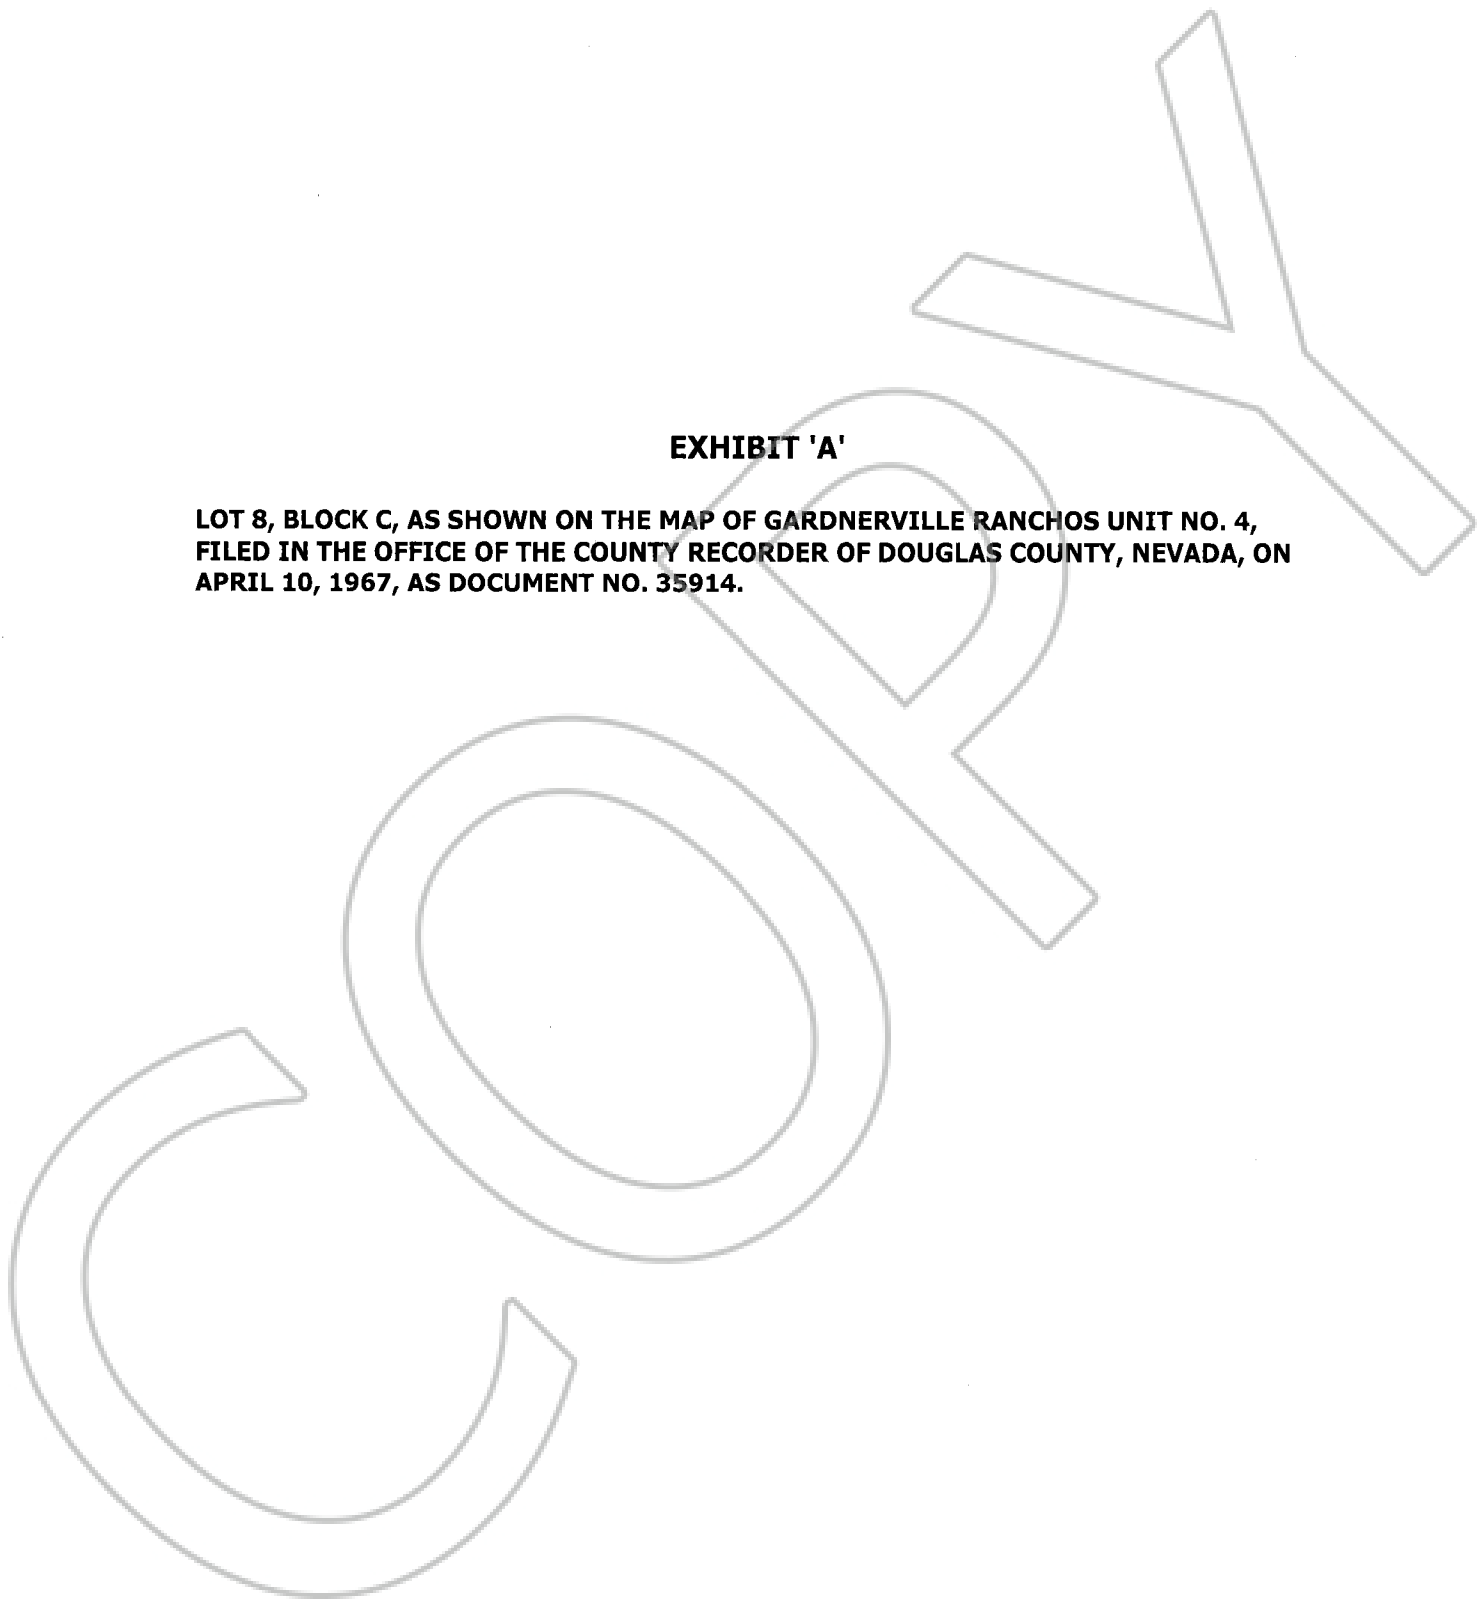 EXHIBIT 'A'
LOT 8, BLOCK C, AS SHOWN ON THE MAP OF GARDNERVILLE RANCHOS UNIT NO. 4,
FILED IN THE OFFICE OF THE COUNTY RECORDER OF DOUGLAS COUNTY, NEVADA, ON
APRIL 10, 1967, AS DOCUMENT NO. 35914.
COPY